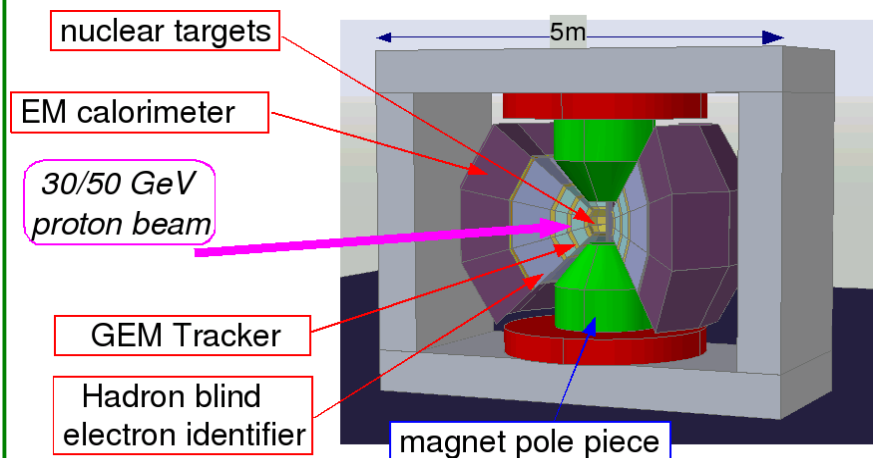 nuclear targets
5m
EM calorimeter
30/50 GeV
proton beam
GEM Tracker
Hadron blind
electron identifier
magnet pole piece